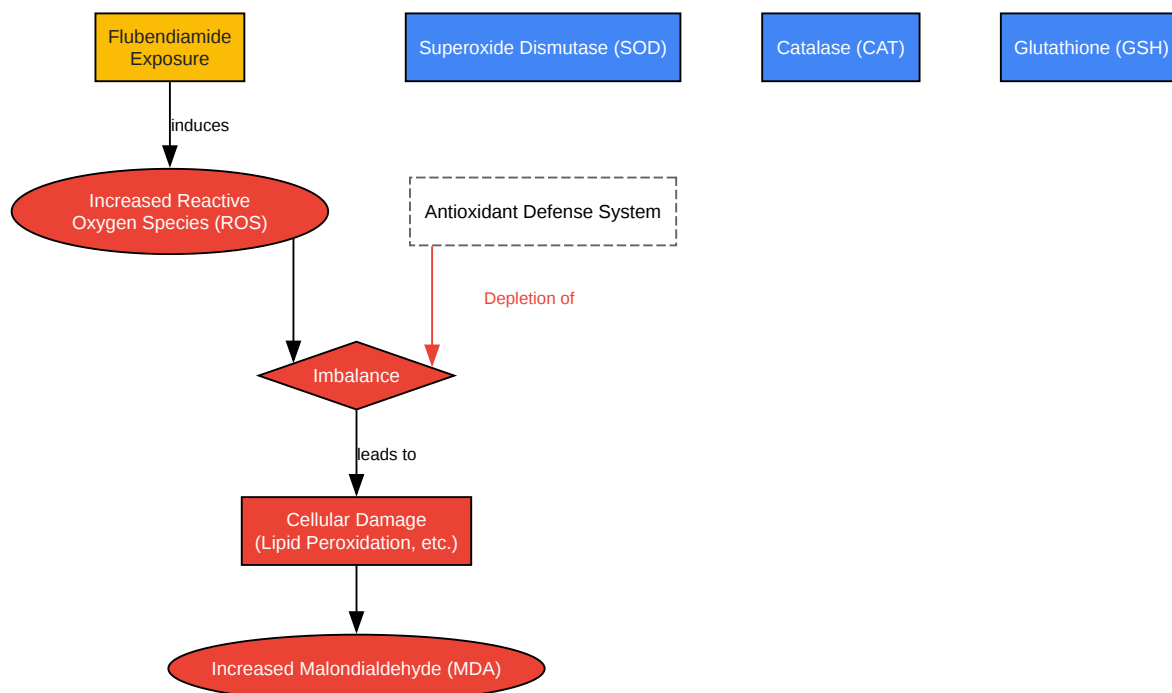 Flubendiamide
Exposure
Superoxide Dismutase (SOD)
Catalase (CAT)
Glutathione (GSH)
induces
Increased Reactive
Oxygen Species (ROS)
Antioxidant Defense System
Depletion of
Imbalance
leads to
Cellular Damage
(Lipid Peroxidation, etc.)
Increased Malondialdehyde (MDA)